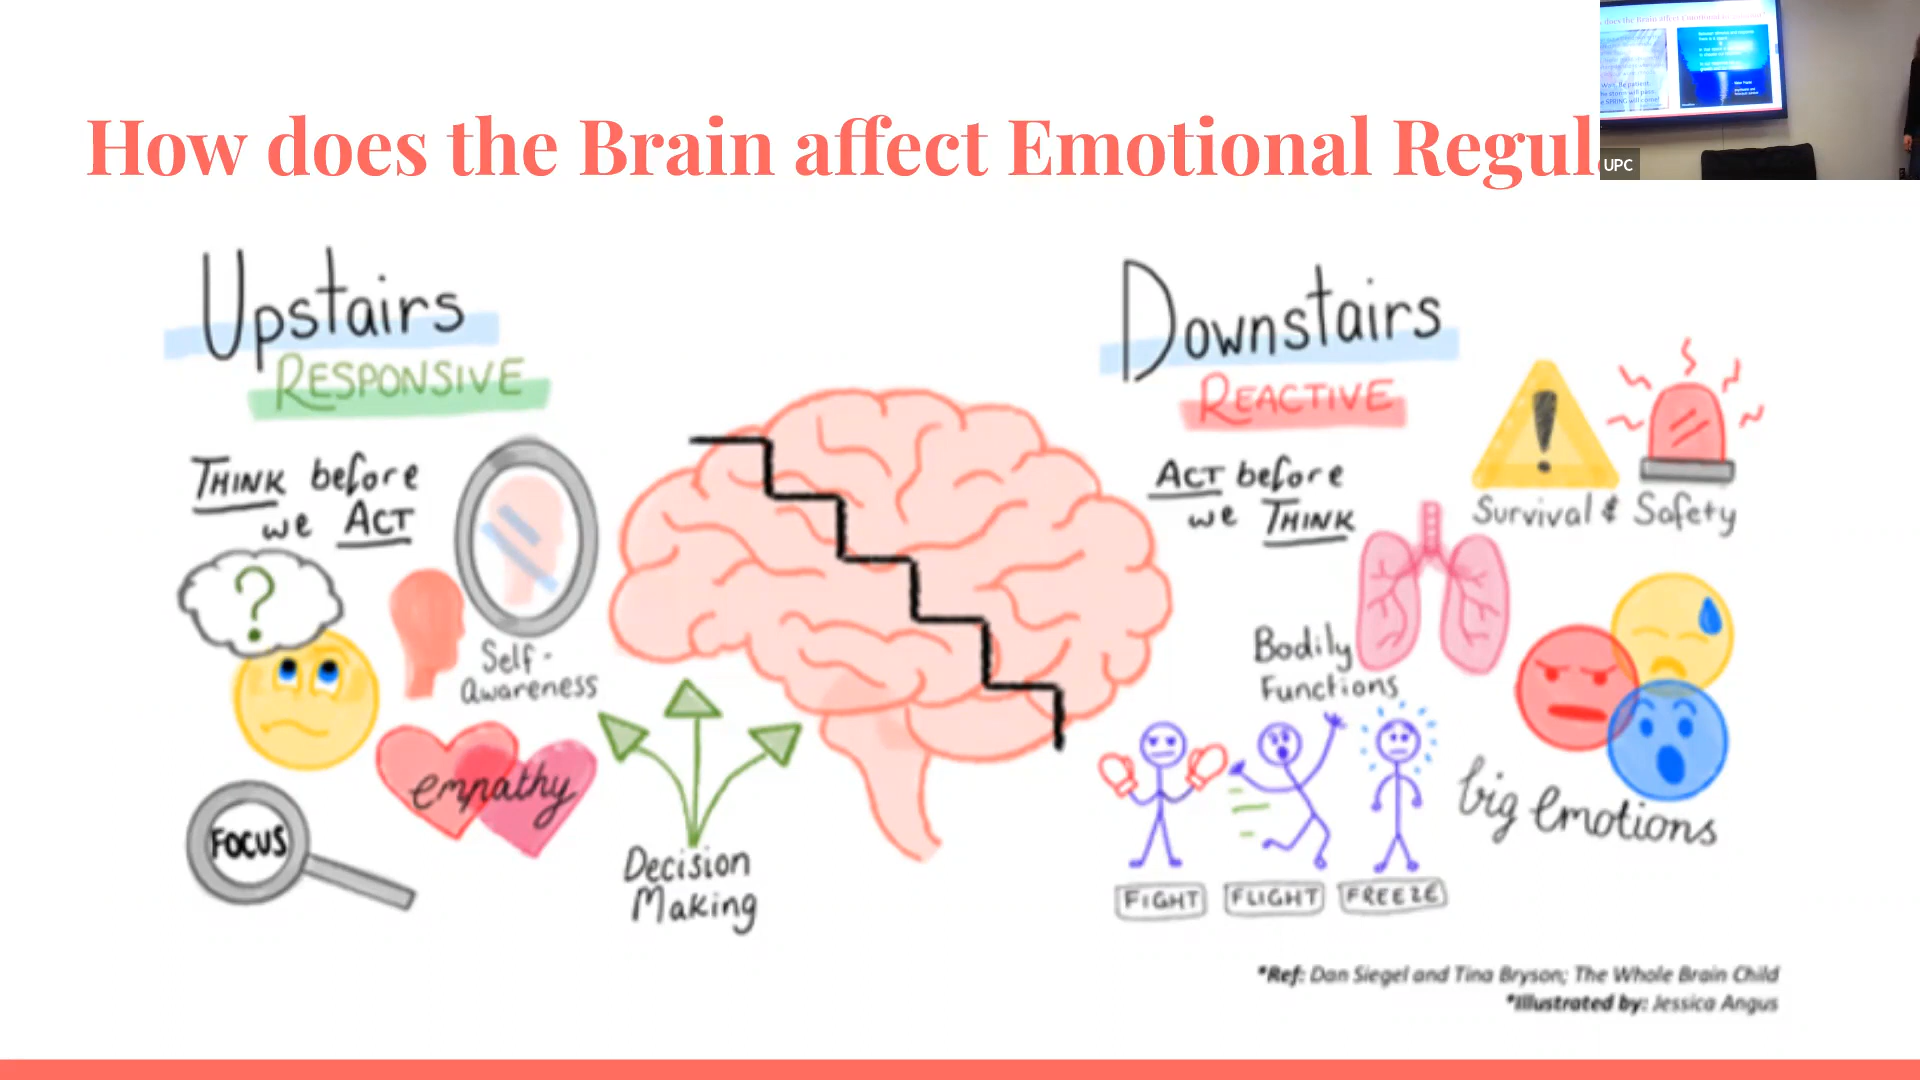 How does the Brain affect Emotional Regul
UPC
Upstairs
RESPONSIVE
THINK before
we ACT
?
Self-
Awareness
empathy
FOCUS
Decision
Making
Downstairs
REACTIVE
ACT before
we THINK
!
Survival & Safety
Bodily
Functions
big emotions
FIGHT FLIGHT FREEZE
*Ref: Dan Siegel and Tina Bryson; The Whole Brain Child
*Illustrated by: Jessica Angus